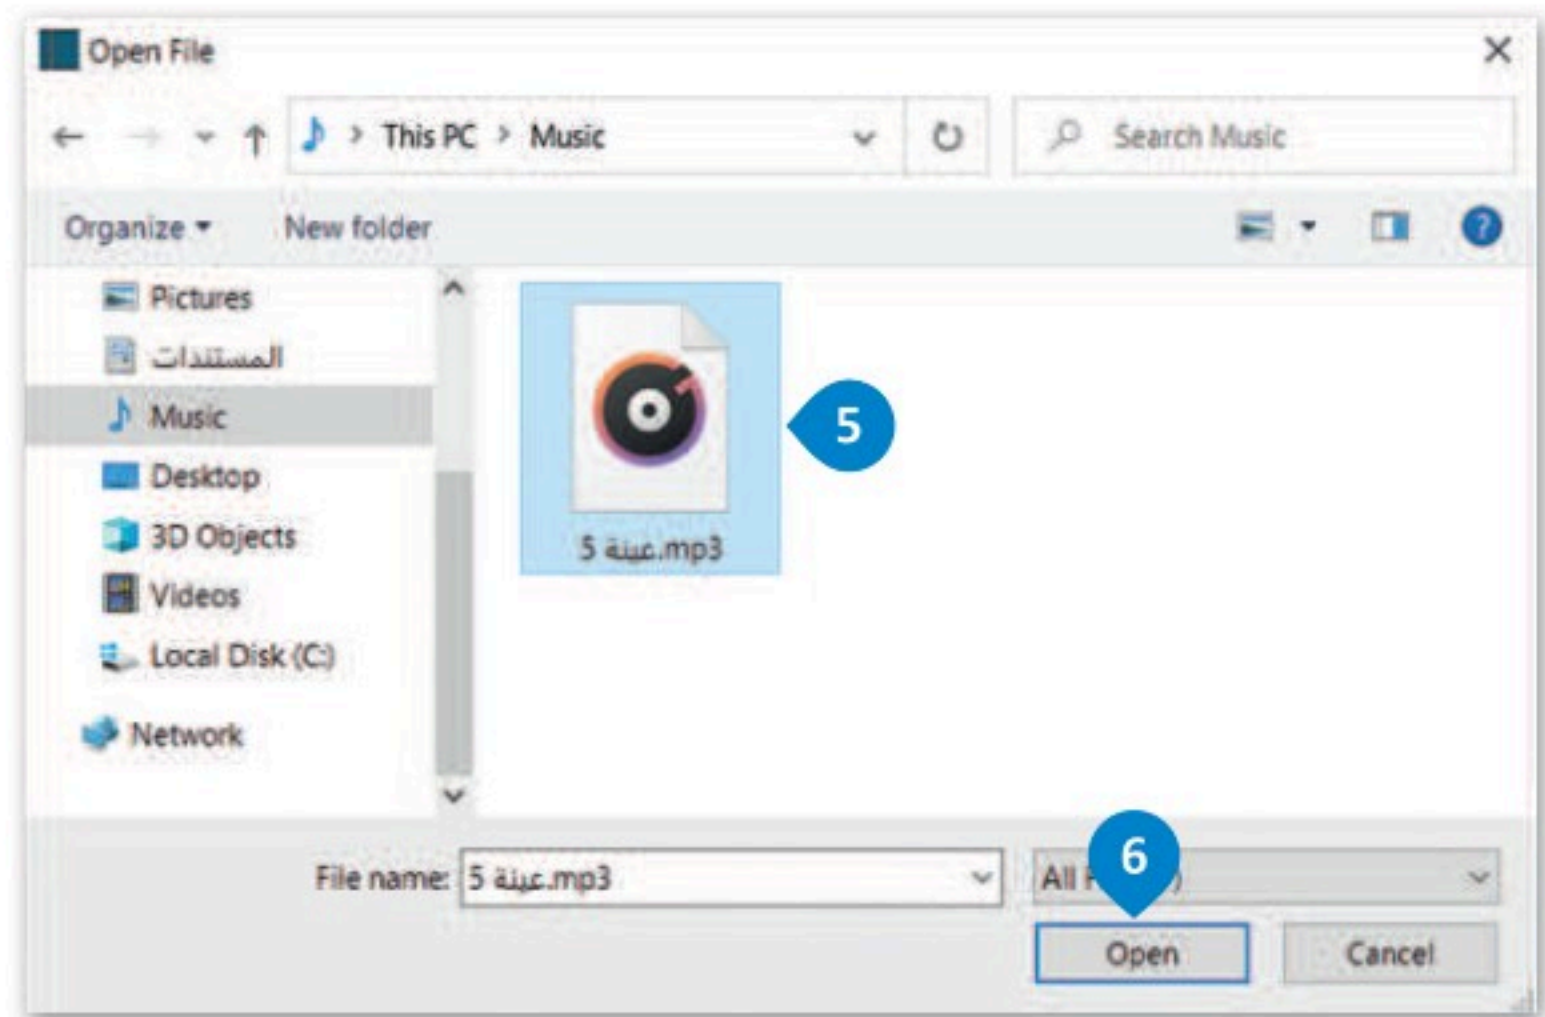 Open File
This PC > Music
Search Music
Organize
New folder
Pictures
المستندات
Music
Desktop
3D Objects
Videos
Local Disk (C:)
Network
5 عينة.mp3
5
File name: 5 عينة.mp3
All
6
Open
Cancel